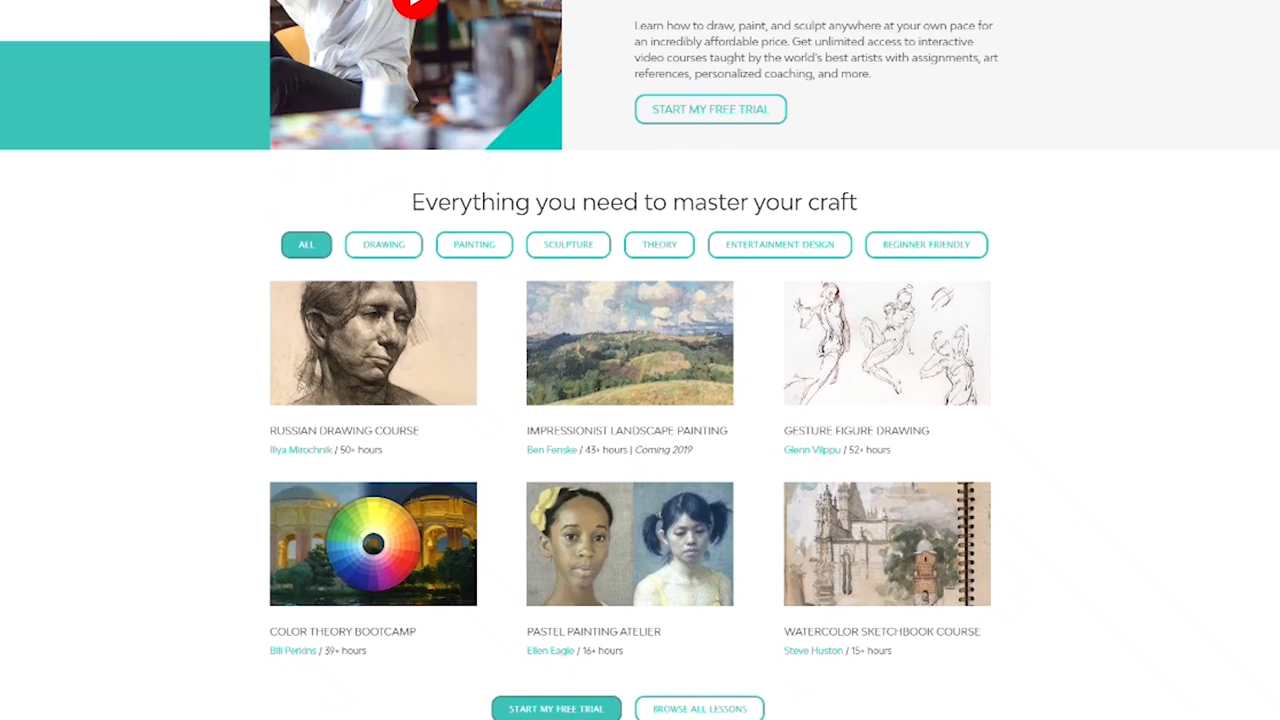 Learn how to draw, paint, and sculpt anywhere at your own pace for
an incredibly affordable price. Get unlimited access to interactive
video courses taught by the world's best artists with assignments, art
references, personalized coaching, and more.
START MY FREE TRIAL
Everything you need to master your craft
ALL DRAWING PAINTING SCULPTURE THEORY ENTERTAINMENT DESIGN BEGINNER FRIENDLY
RUSSIAN DRAWING COURSE
Iliya Mirochnik / 50+ hours
IMPRESSIONIST LANDSCAPE PAINTING
Ben Fenske / 43+ hours | Coming 2019
GESTURE FIGURE DRAWING
Glenn Vilppu / 52+ hours
COLOR THEORY BOOTCAMP
Bill Perkins / 39+ hours
PASTEL PAINTING ATELIER
Ellen Eagle / 16+ hours
WATERCOLOR SKETCHBOOK COURSE
Steve Huston / 15+ hours
START MY FREE TRIAL BROWSE ALL LESSONS